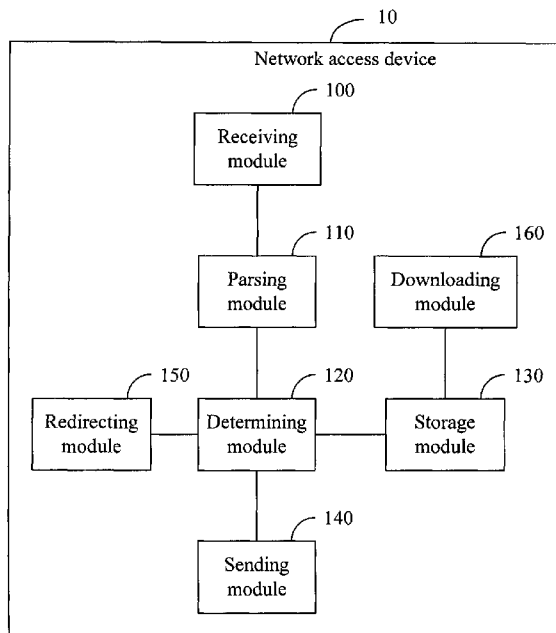 10
Network access device
100
Receiving
module
110
Parsing
module
160
Downloading
module
150
Redirecting
module
120
Determining
module
130
Storage
module
140
Sending
module